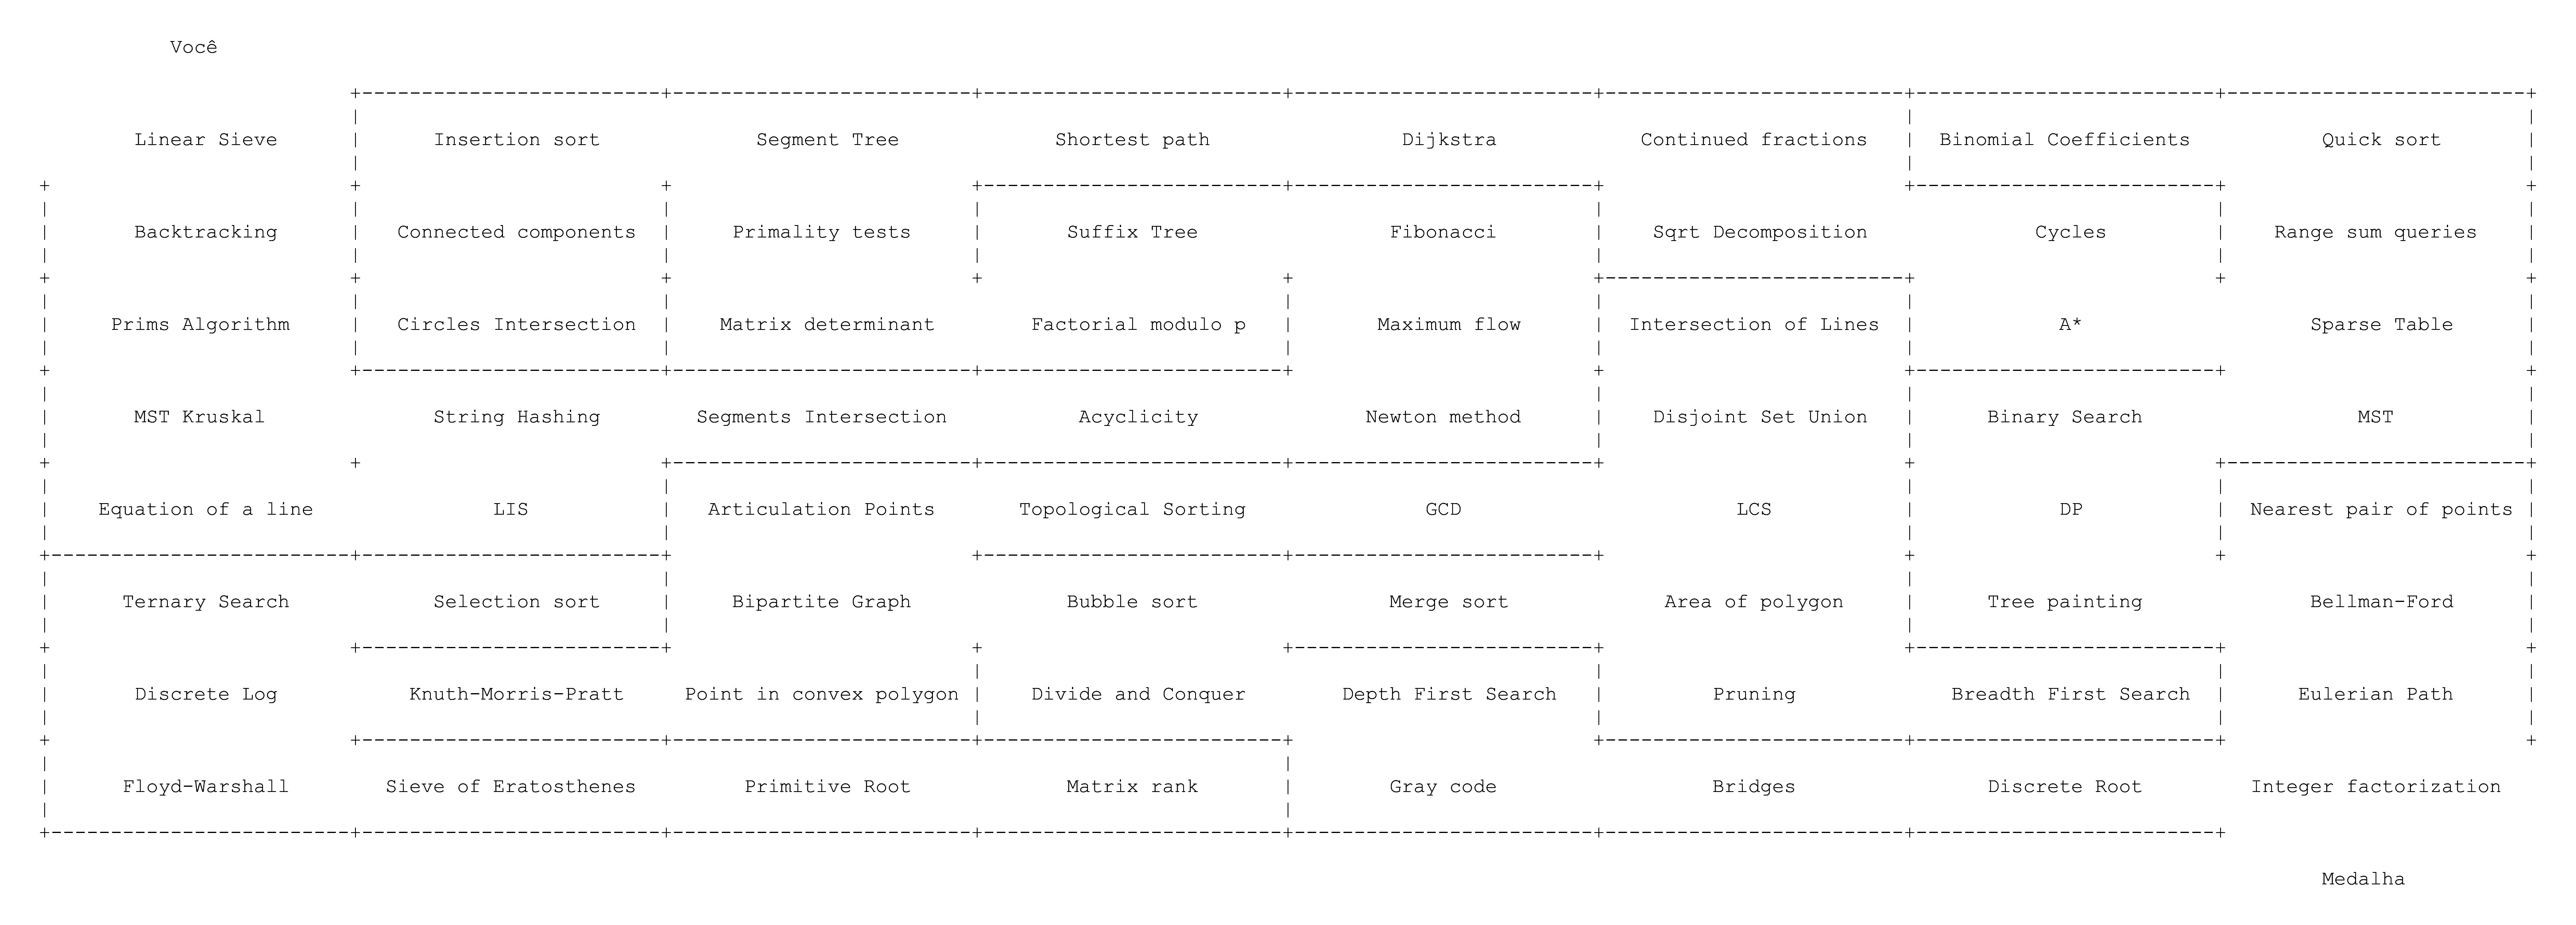 Você
Linear Sieve Insertion sort Segment Tree Shortest path Dijkstra Continued fractions Binomial Coefficients Quick sort
Backtracking Connected components Primality tests Suffix Tree Fibonacci Sqrt Decomposition Cycles Range sum queries
Prims Algorithm Circles Intersection Matrix determinant Factorial modulo p Maximum flow Intersection of Lines A* Sparse Table
MST Kruskal String Hashing Segments Intersection Acyclicity Newton method Disjoint Set Union Binary Search MST
Equation of a line LIS Articulation Points Topological Sorting GCD LCS DP Nearest pair of points
Ternary Search Selection sort Bipartite Graph Bubble sort Merge sort Area of polygon Tree painting Bellman-Ford
Discrete Log Knuth-Morris-Pratt Point in convex polygon Divide and Conquer Depth First Search Pruning Breadth First Search Eulerian Path
Floyd-Warshall Sieve of Eratosthenes Primitive Root Matrix rank Gray code Bridges Discrete Root Integer factorization
Medalha